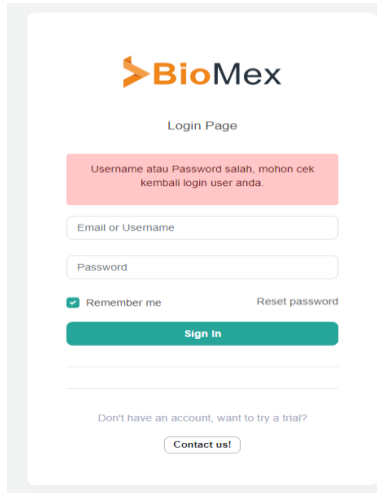 BioMex
Login Page
Username atau Password salah, mohon cek
kembali login user anda.
Email or Username
Password
Remember me
Reset password
Sign In
Don't have an account, want to try a trial?
Contact us!